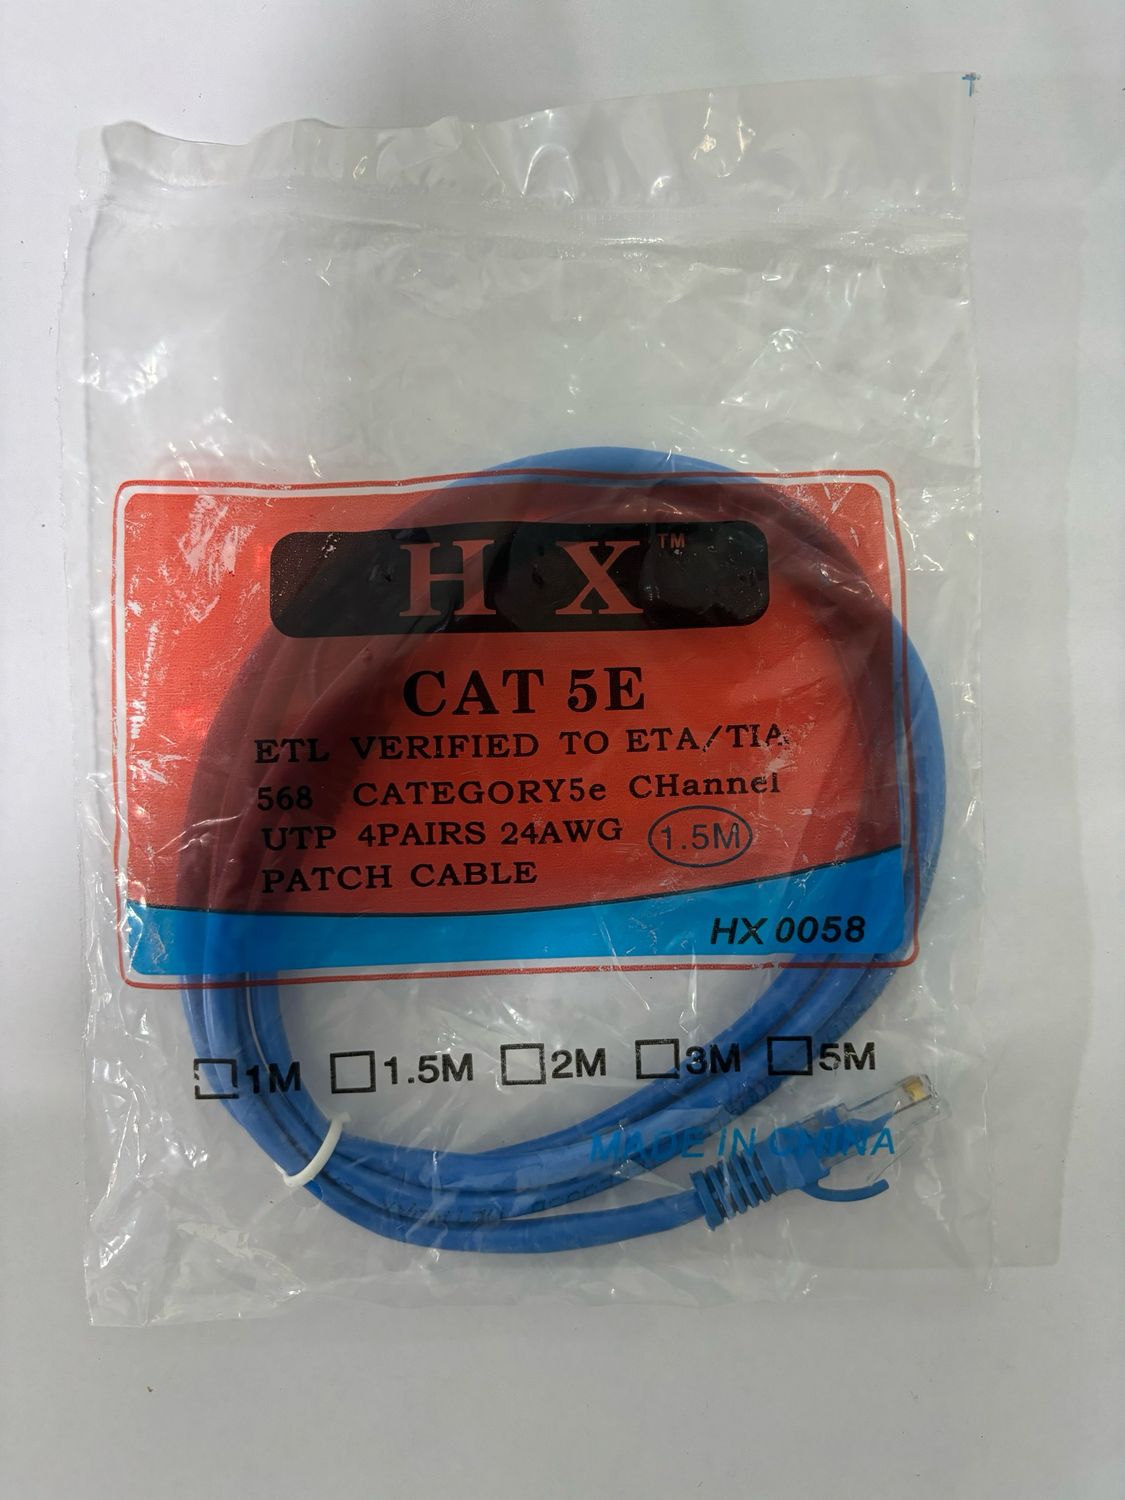 H X ™
CAT 5E
ETL VERIFIED TO ETA/TIA
568 CATEGORY5e CHannel
UTP 4PAIRS 24AWG 1.5M
PATCH CABLE
HX 0058
1M 1.5M 2M 3M 5M
MADE IN CHINA